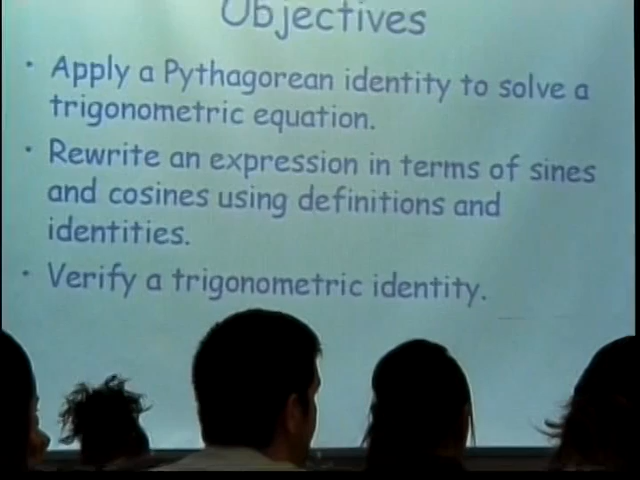 Objectives
• Apply a Pythagorean identity to solve a
trigonometric equation.
• Rewrite an expression in terms of sines
and cosines using definitions and
identities.
• Verify a trigonometric identity.